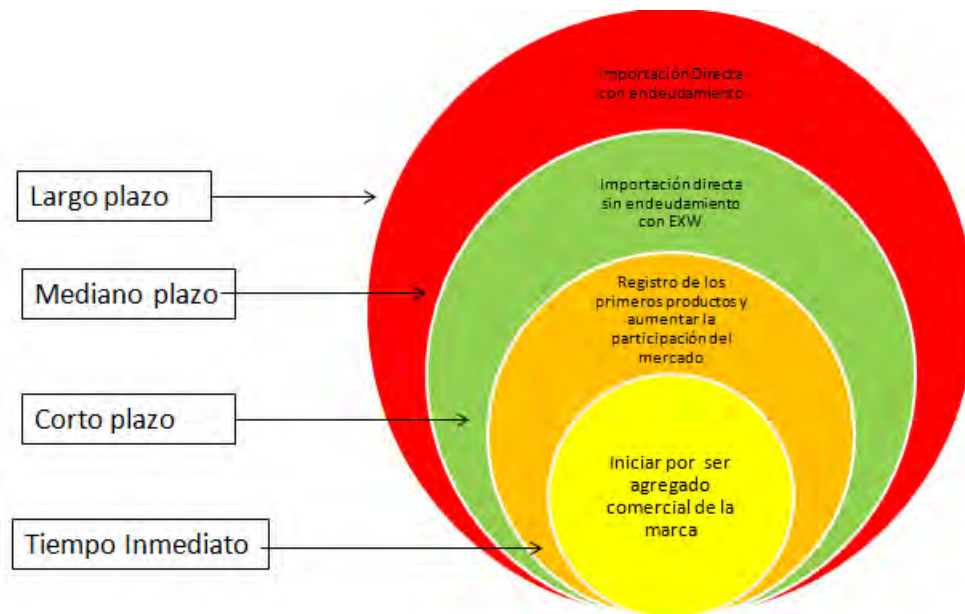 Importación Directa
con endeudamiento
Largo plazo
Importación directa
sin endeudamiento
con EXW
Mediano plazo
Registro de los
primeros productos y
aumentar la
participación del
mercado
Corto plazo
Iniciar por ser
agregado
comercial de la
marca
Tiempo Inmediato